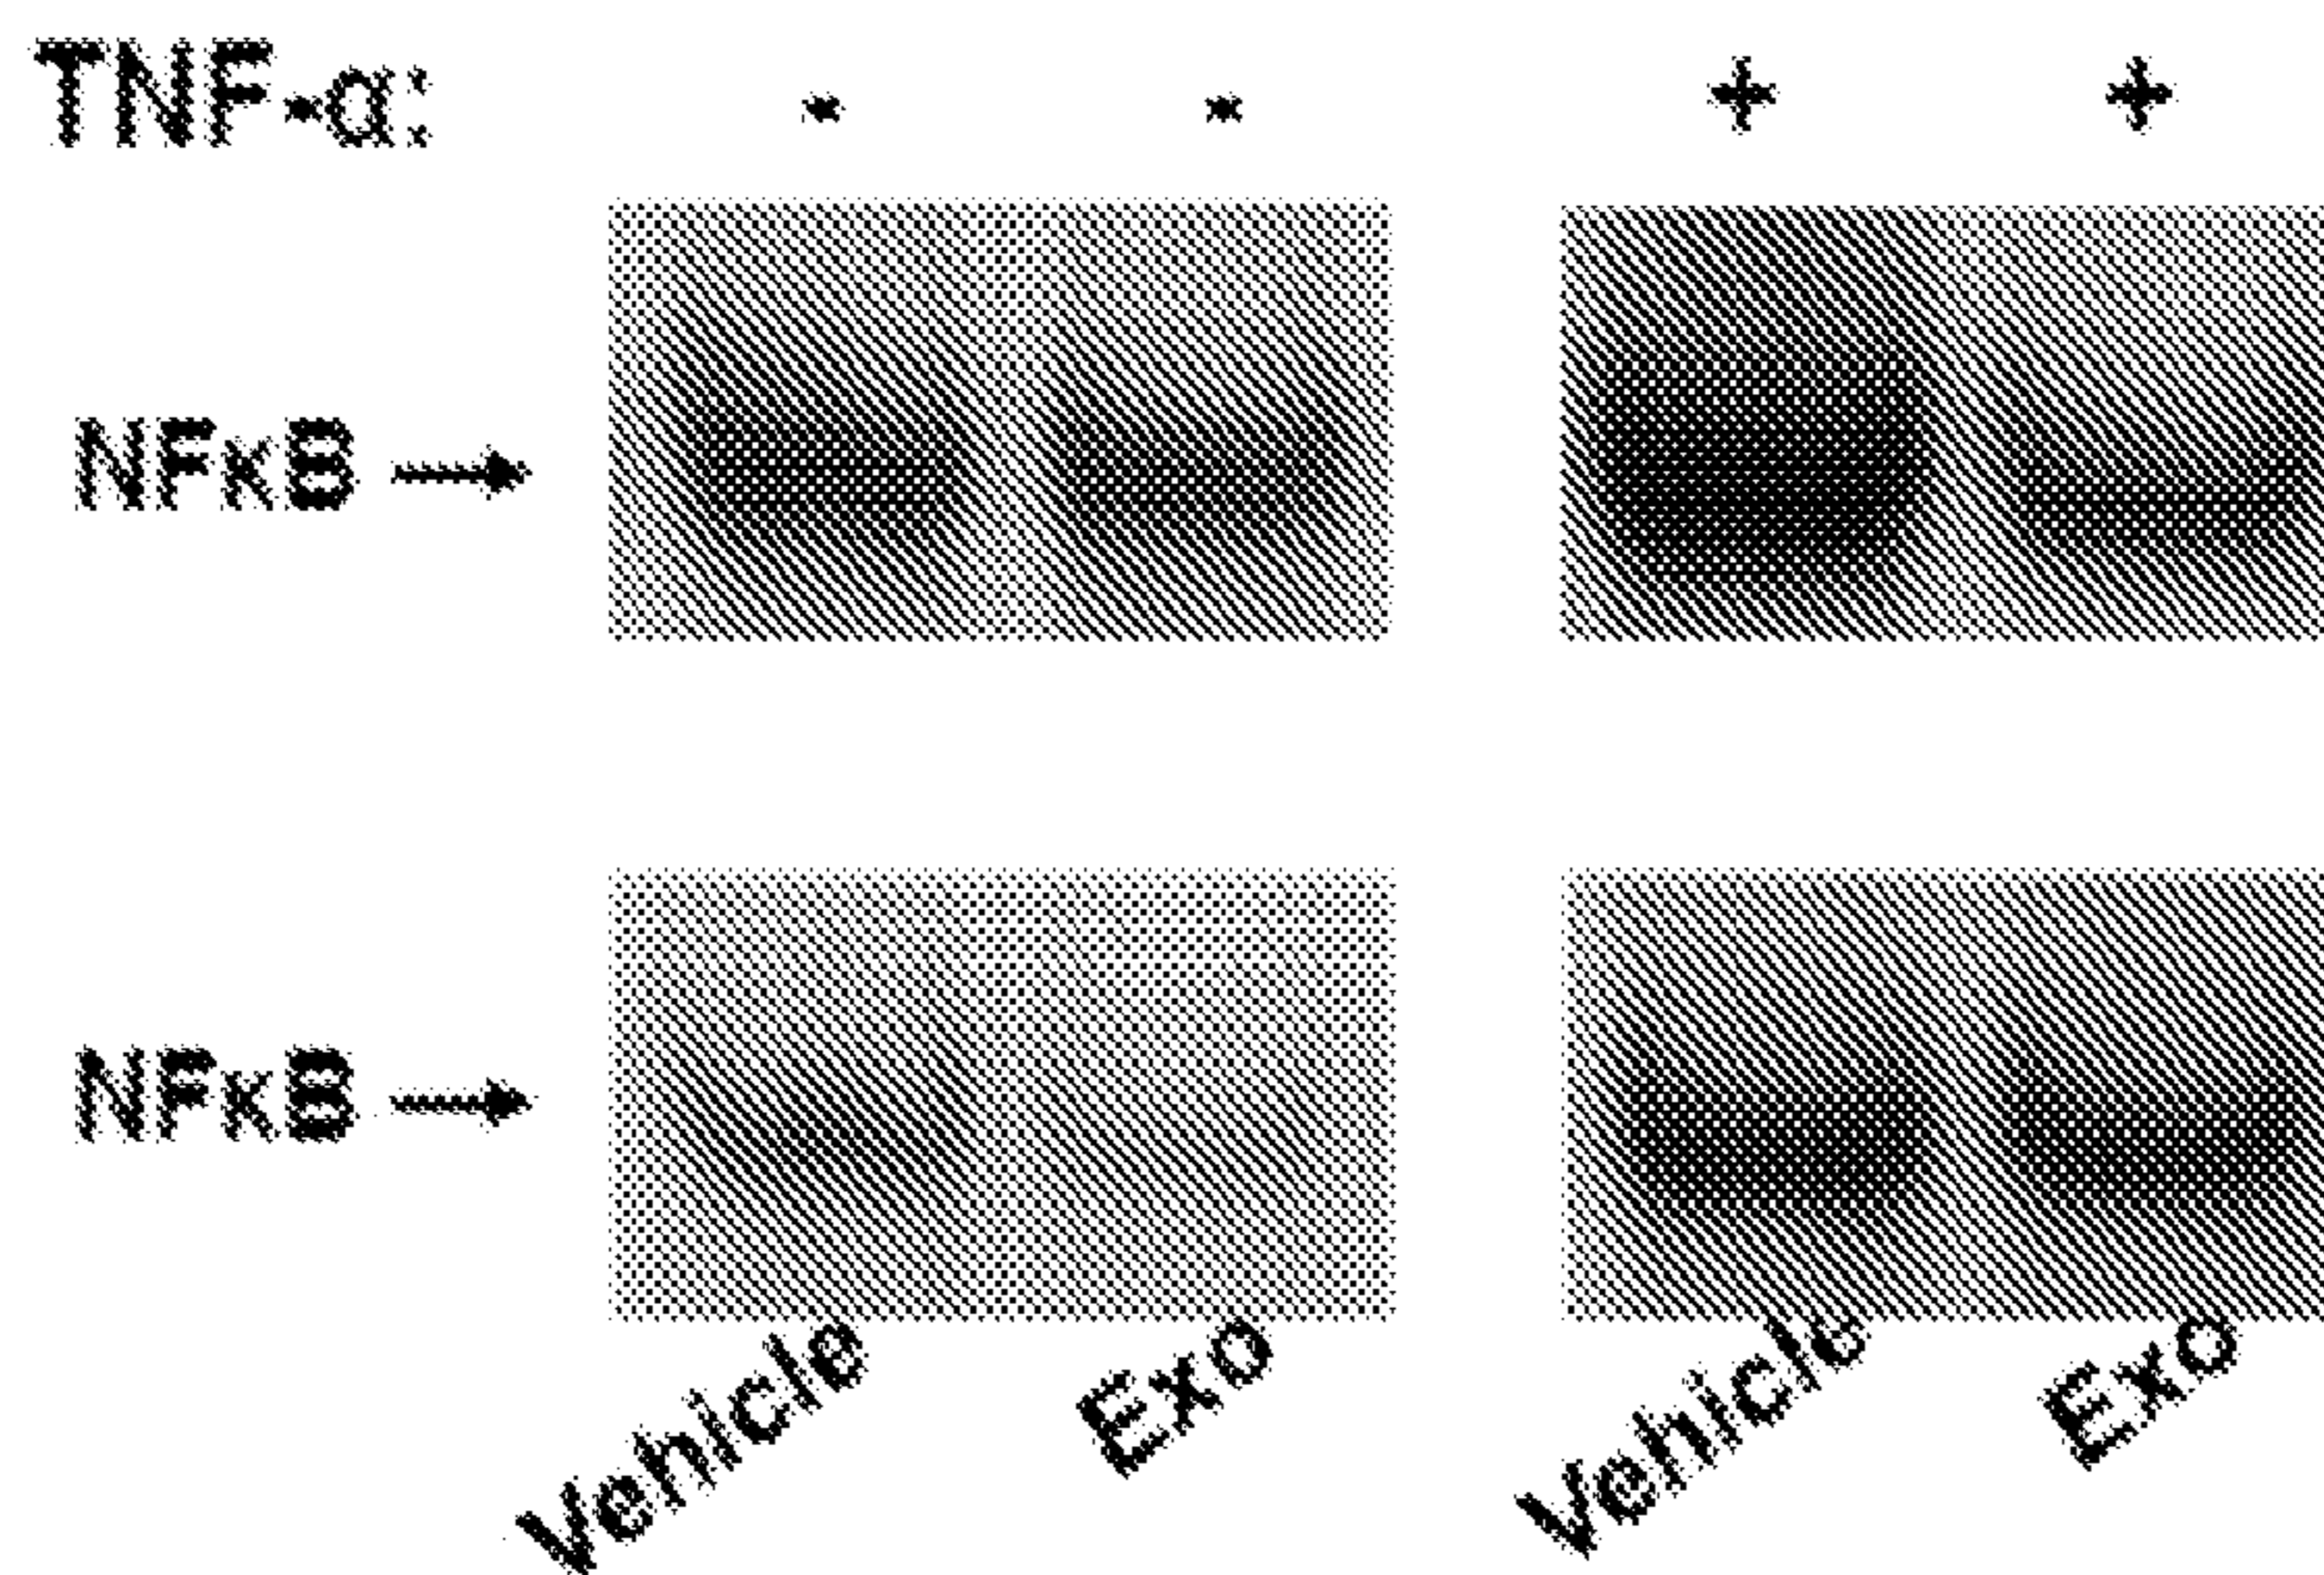 TNF-α: - - + +
NFκB →
NFκB →
Vehicle Exo Vehicle Exo